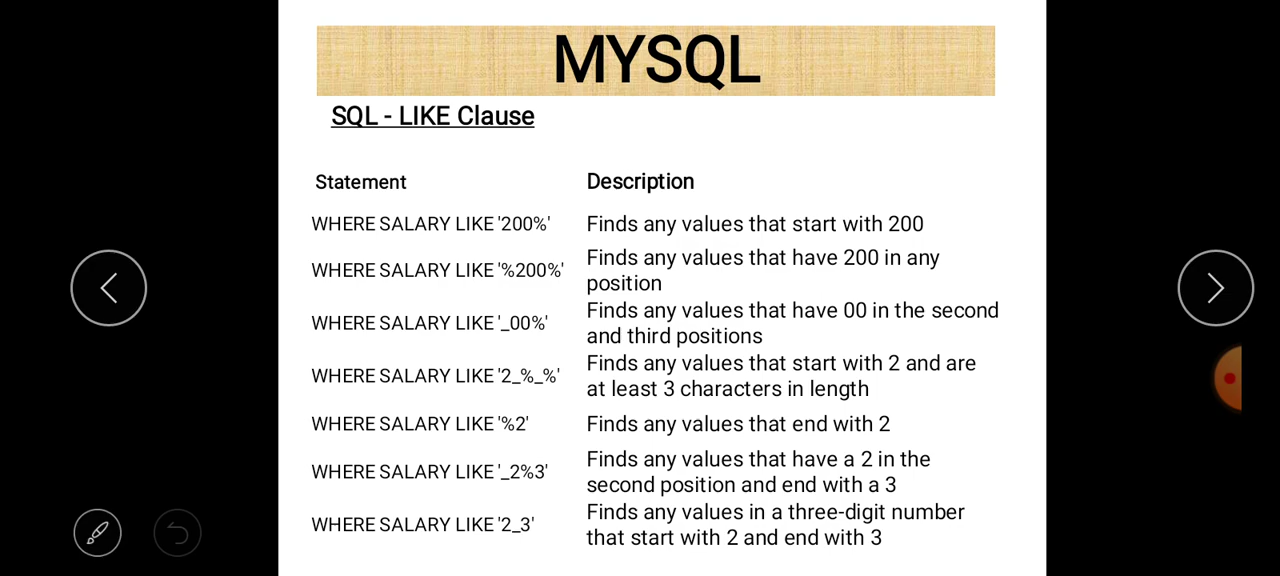 MYSQL
SQL - LIKE Clause
Statement Description
WHERE SALARY LIKE '200%' Finds any values that start with 200
WHERE SALARY LIKE '%200%' Finds any values that have 200 in any
position
WHERE SALARY LIKE '_00%' Finds any values that have 00 in the second
and third positions
WHERE SALARY LIKE '2_%_%' Finds any values that start with 2 and are
at least 3 characters in length
WHERE SALARY LIKE '%2' Finds any values that end with 2
WHERE SALARY LIKE '_2%3' Finds any values that have a 2 in the
second position and end with a 3
WHERE SALARY LIKE '2_3' Finds any values in a three-digit number
that start with 2 and end with 3